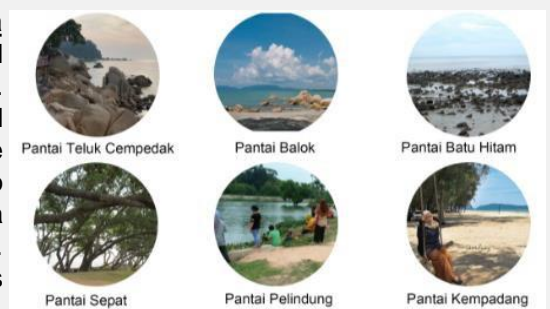 Pantai Teluk Cempedak
Pantai Balok
Pantai Batu Hitam
Pantai Sepat
Pantai Pelindung
Pantai Kempadang